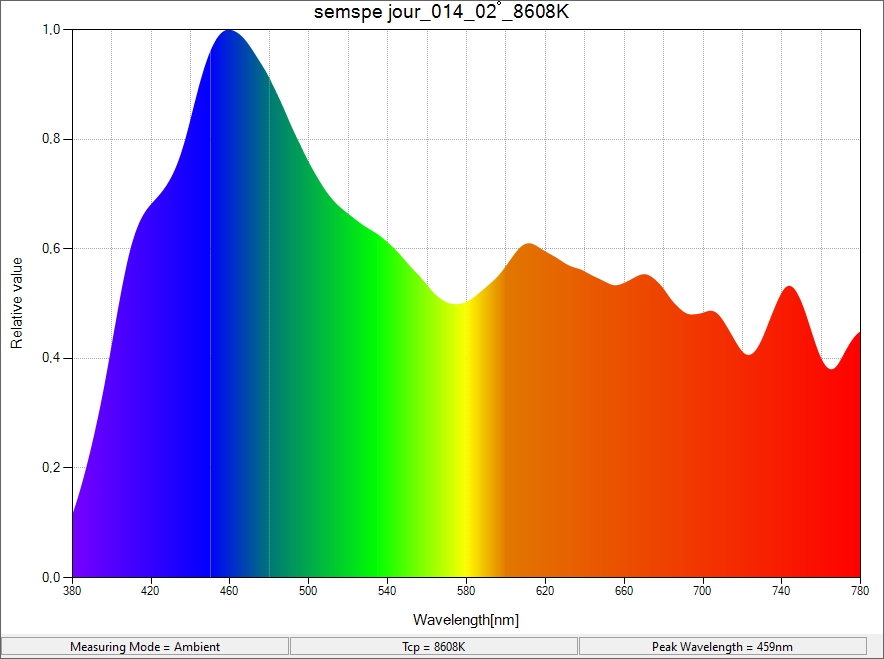 semspe jour_014_02°_8608K
1,0
0,8
0,6
0,4
0,2
0,0
Relative value
380 420 460 500 540 580 620 660 700 740 780
Wavelength[nm]
Measuring Mode = Ambient Tcp = 8608K Peak Wavelength = 459nm